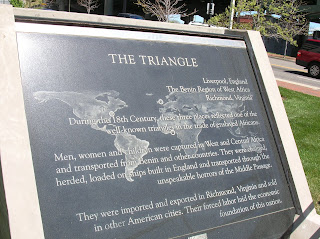 THE TRIANGLE
Liverpool, England
The Benin Region of West Africa
Richmond, Virginia
During the 18th Century, these three places reflected one of the
well-known triangles in the trade of enslaved Africans.
Men, women and children were captured in West and Central Africa
and transported from Benin and other countries. They were chained,
herded, loaded on ships built in England and transported through the
unspeakable horrors of the Middle Passage.
They were imported and exported in Richmond, Virginia and sold
in other American cities. Their forced labor laid the economic
foundation of this nation.